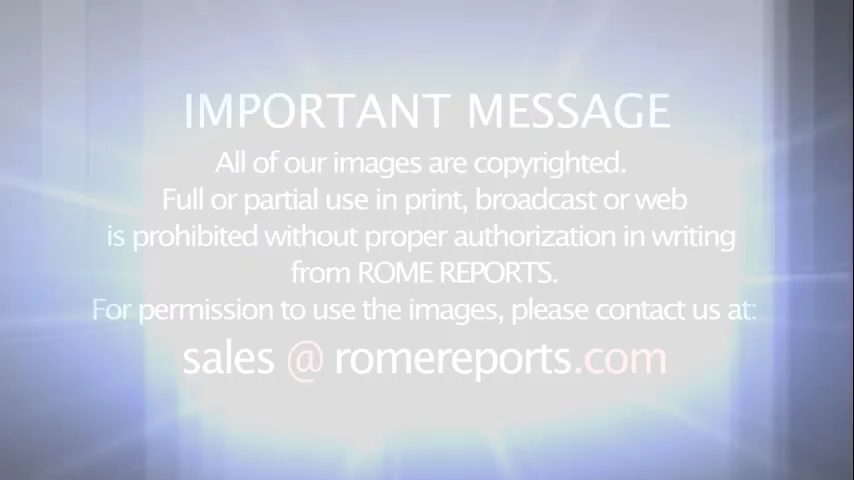 IMPORTANT MESSAGE
All of our images are copyrighted.
Full or partial use in print, broadcast or web
is prohibited without proper authorization in writing
from ROME REPORTS.
For permission to use the images, please contact us at:
sales @ romereports.com